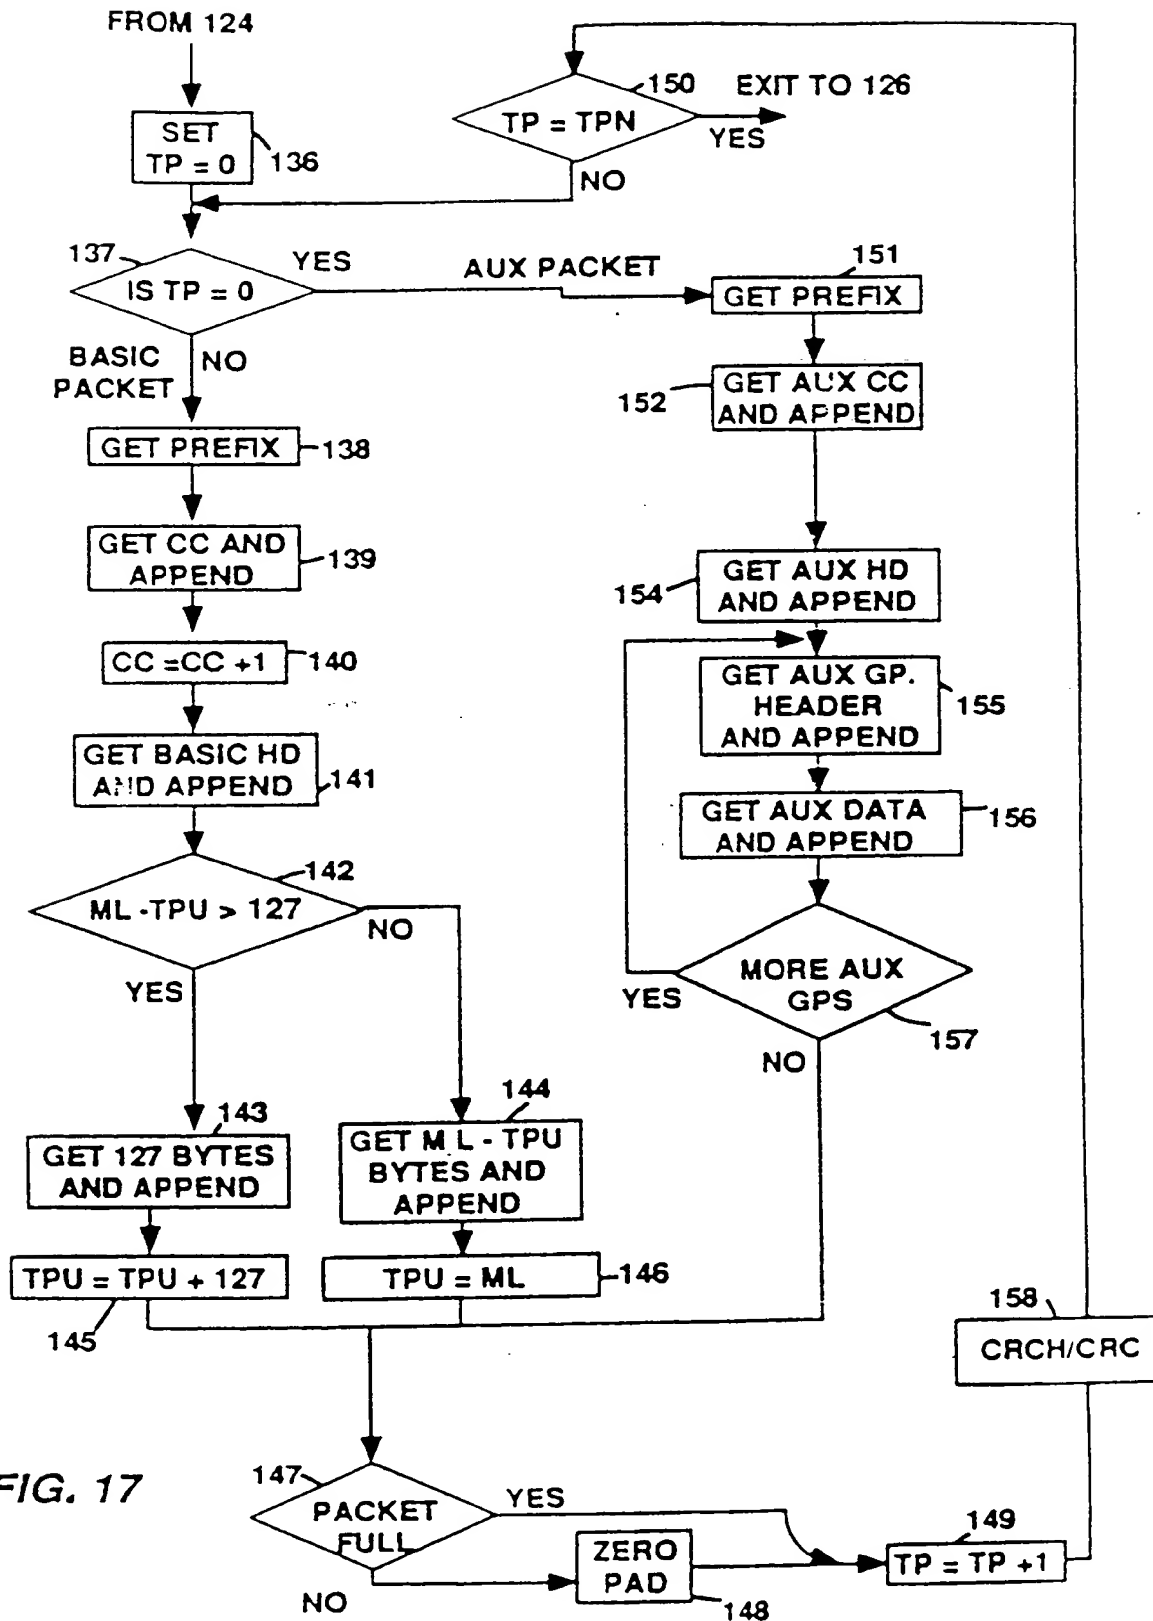 FROM 124
150
EXIT TO 126
TP = TPN
YES
NO
SET
TP = 0
136
137
YES
AUX PACKET
IS TP = 0
BASIC
PACKET
NO
151
GET PREFIX
152
GET AUX CC
AND APPEND
GET PREFIX
138
GET CC AND
APPEND
139
154
GET AUX HD
AND APPEND
CC =CC +1
140
GET AUX GP.
HEADER
AND APPEND
155
GET BASIC HD
AND APPEND
141
GET AUX DATA
AND APPEND
156
142
ML -TPU > 127
NO
YES
MORE AUX
GPS
YES
157
NO
143
GET 127 BYTES
AND APPEND
144
GET ML - TPU
BYTES AND
APPEND
TPU = TPU + 127
145
TPU = ML
146
158
CRCH/CRC
FIG. 17
147
PACKET
FULL
YES
NO
ZERO
PAD
148
149
TP = TP +1